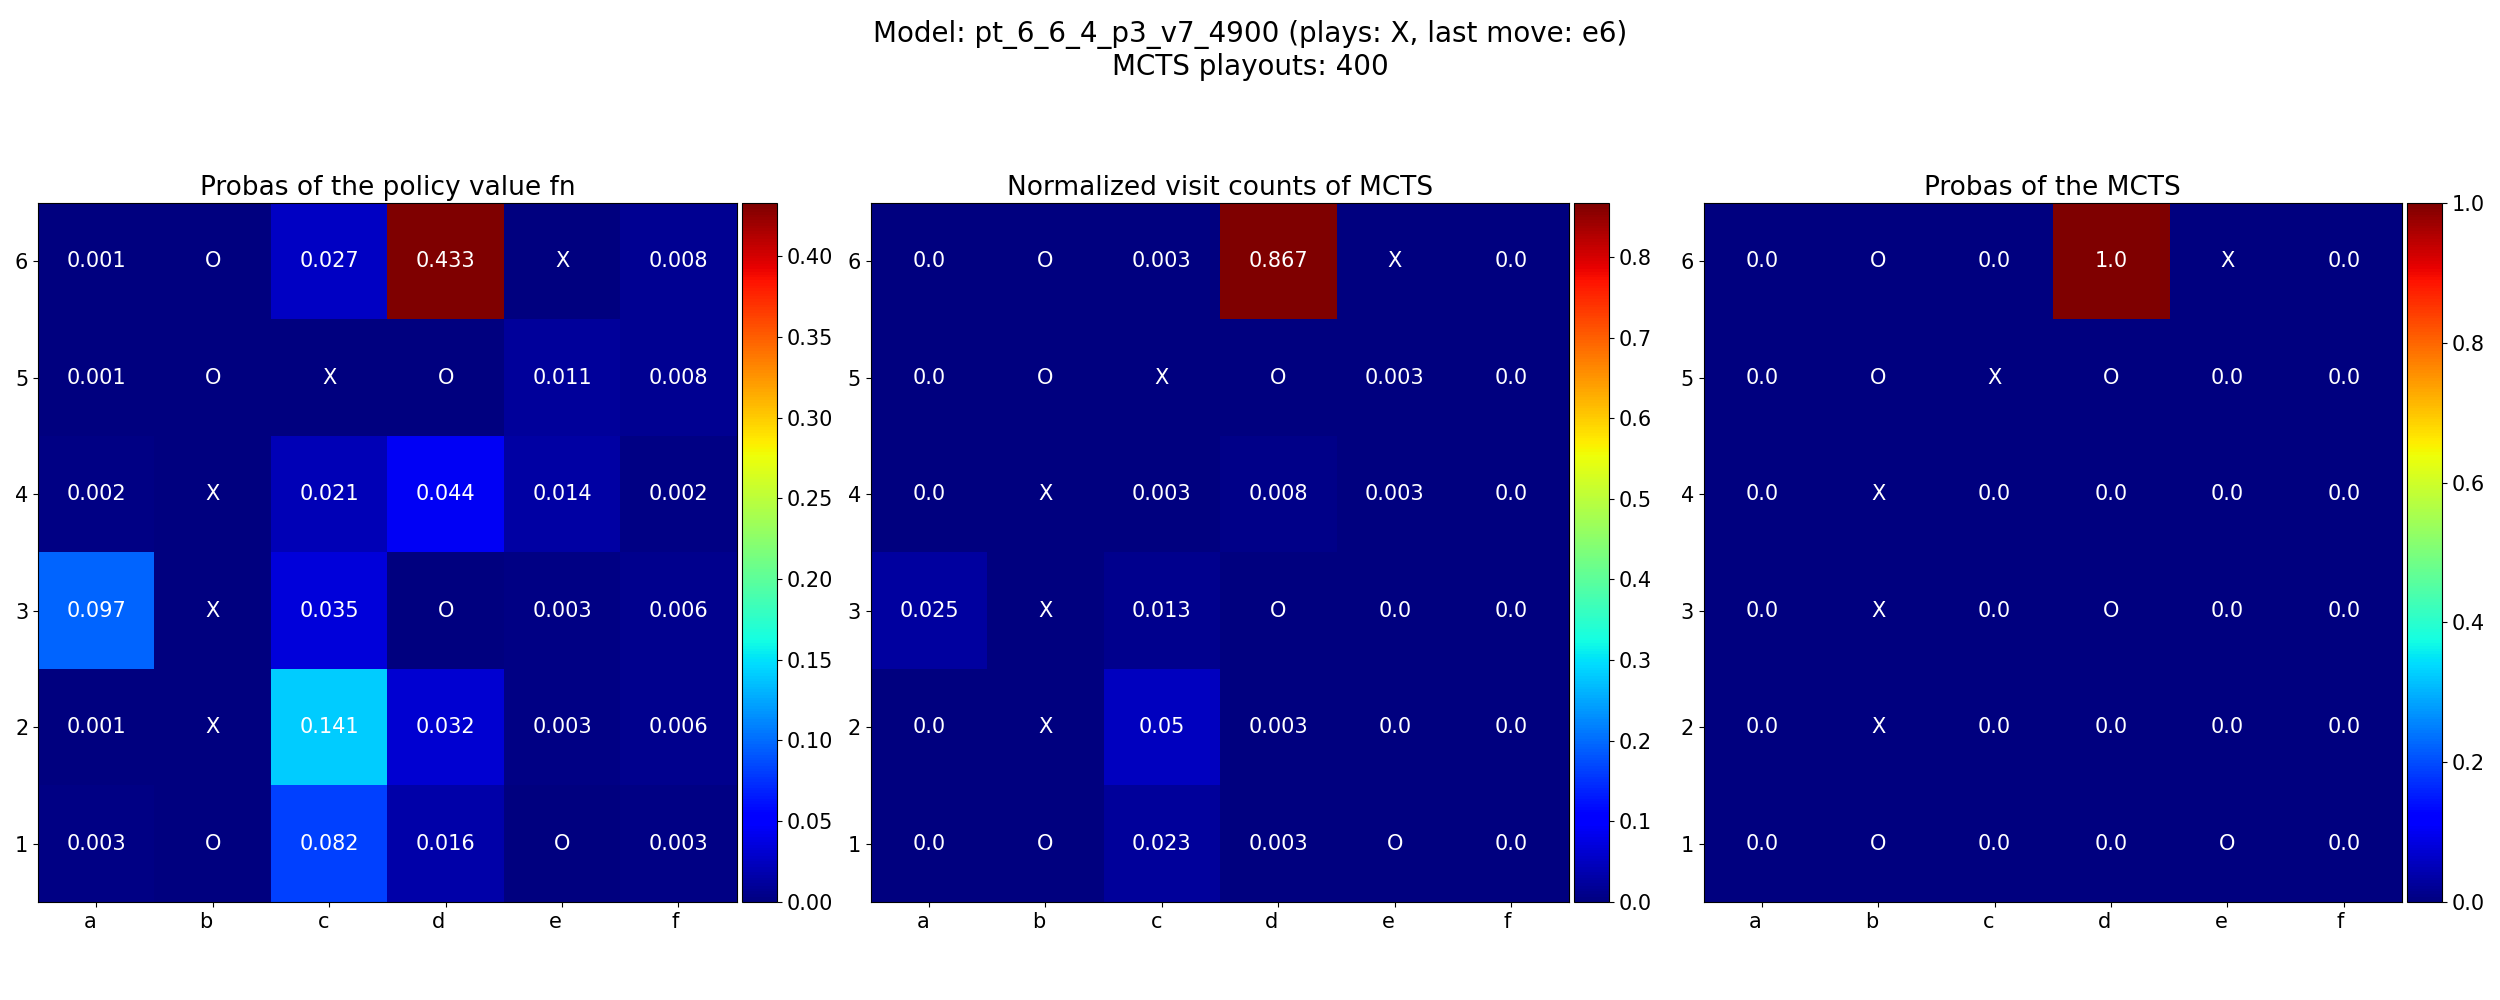 Model: pt_6_6_4_p3_v7_4900 (plays: X, last move: e6)
MCTS playouts: 400
Probas of the policy value fn
6 0.001 O 0.027 0.433 X 0.008
5 0.001 O X O 0.011 0.008
4 0.002 X 0.021 0.044 0.014 0.002
3 0.097 X 0.035 O 0.003 0.006
2 0.001 X 0.141 0.032 0.003 0.006
1 0.003 O 0.082 0.016 O 0.003
a b c d e f
0.40
0.35
0.30
0.25
0.20
0.15
0.10
0.05
0.00
Normalized visit counts of MCTS
6 0.0 O 0.003 0.867 X 0.0
5 0.0 O X O 0.003 0.0
4 0.0 X 0.003 0.008 0.003 0.0
3 0.025 X 0.013 O 0.0 0.0
2 0.0 X 0.05 0.003 0.0 0.0
1 0.0 O 0.023 0.003 O 0.0
a b c d e f
0.8
0.7
0.6
0.5
0.4
0.3
0.2
0.1
0.0
Probas of the MCTS
6 0.0 O 0.0 1.0 X 0.0
5 0.0 O X O 0.0 0.0
4 0.0 X 0.0 0.0 0.0 0.0
3 0.0 X 0.0 O 0.0 0.0
2 0.0 X 0.0 0.0 0.0 0.0
1 0.0 O 0.0 0.0 O 0.0
a b c d e f
1.0
0.8
0.6
0.4
0.2
0.0